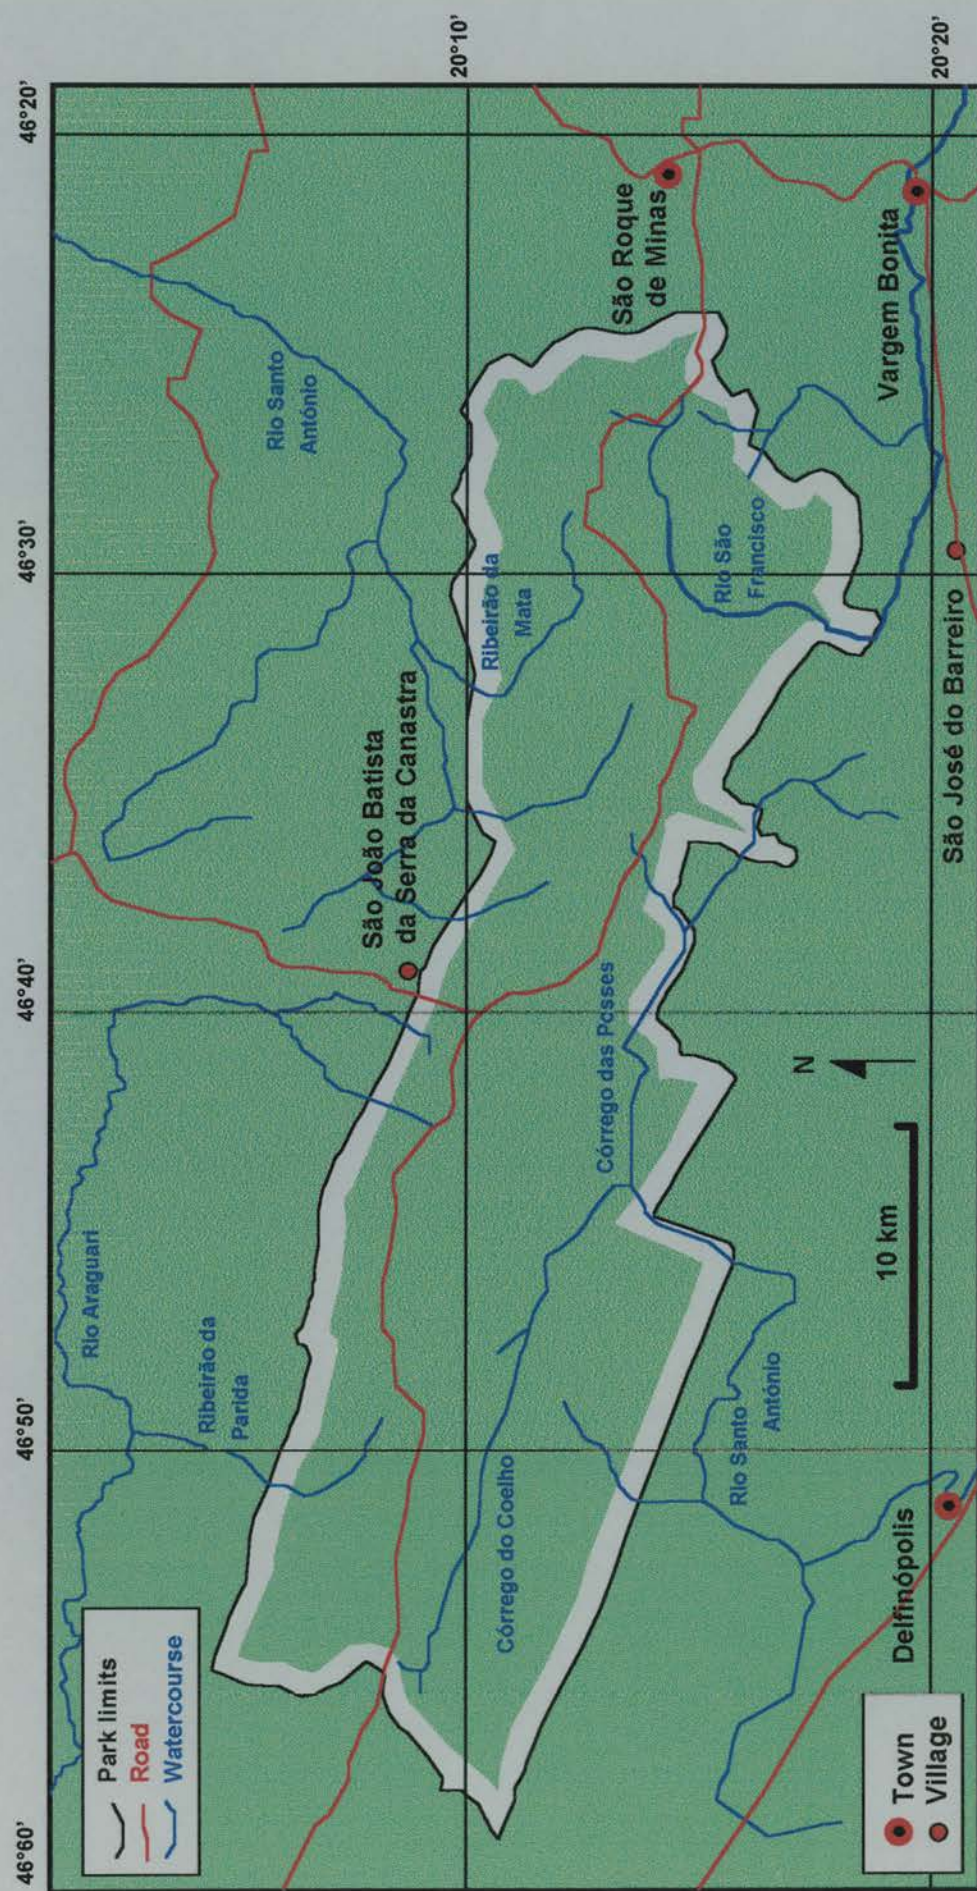 46°60'
46°50'
46°40'
46°30'
46°20'
20°10'
20°20'
Park limits
Road
Watercourse
Rio Araguari
Ribeirão da
Parida
Rio Santo
António
São João Batista
da Serra da Canastra
Ribeirão da
Mata
São Roque
de Minas
Rio São
Francisco
Vargem Bonita
São José do Barreiro
Córrego das Posses
Córrego do Coelho
Rio Santo
António
Delfinópolis
N
10 km
Town
Village